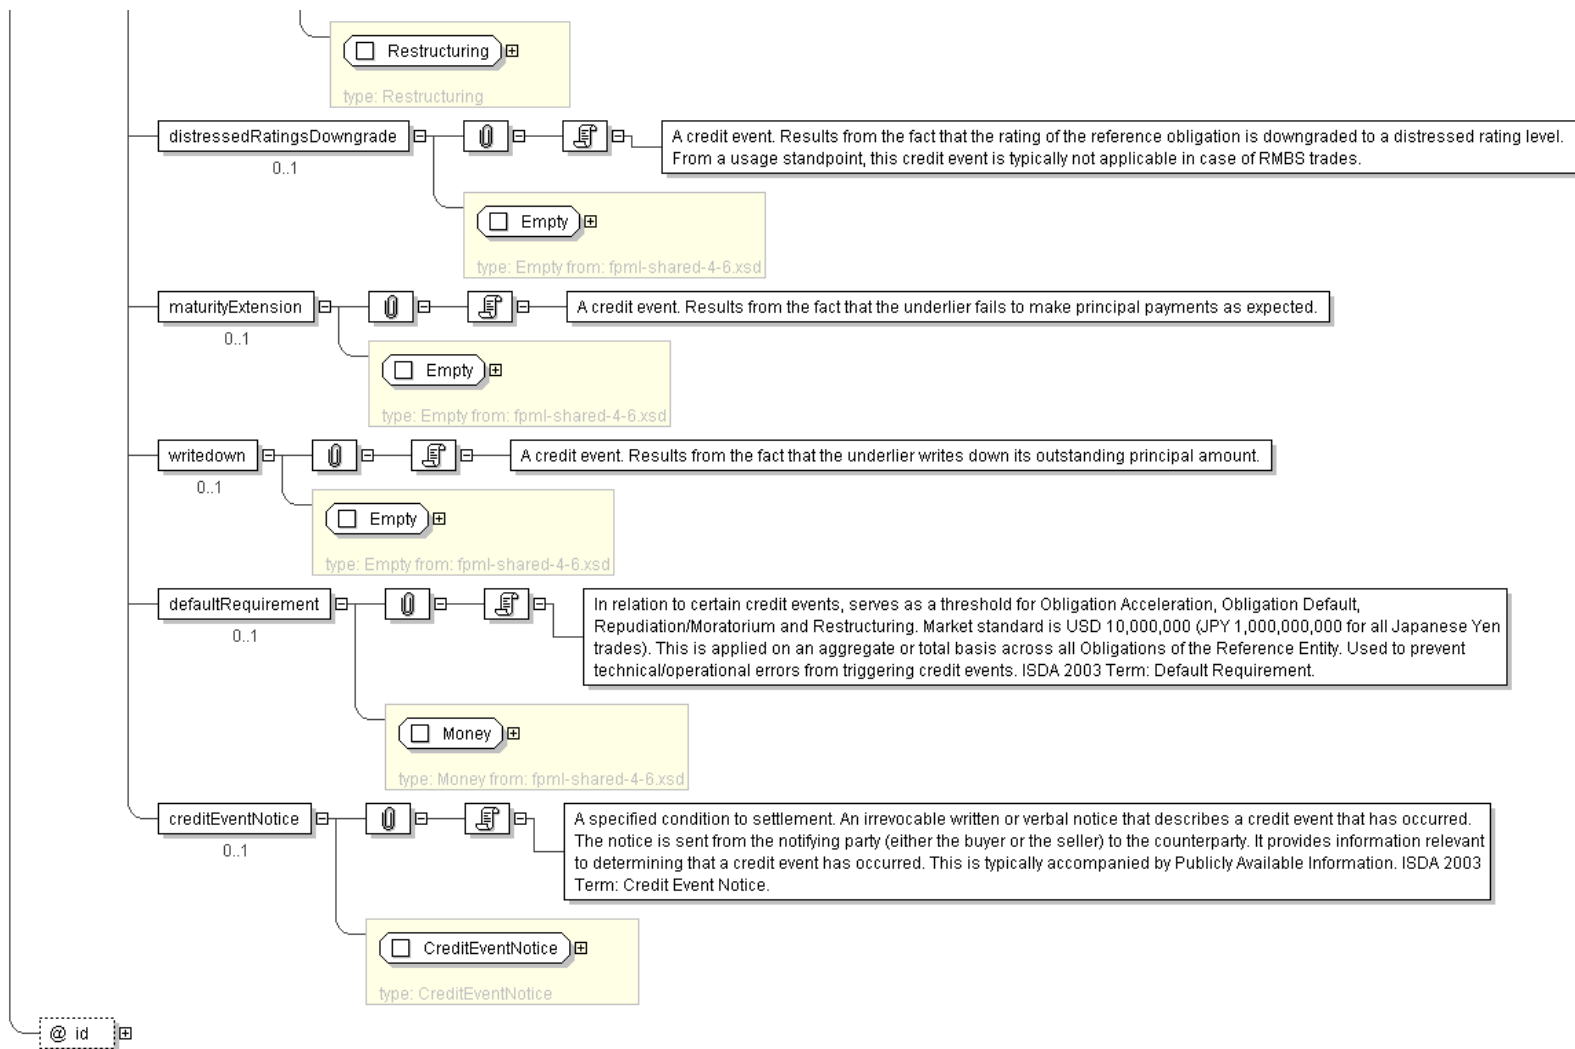 Restructuring
type: Restructuring
distressedRatingsDowngrade
0..1
A credit event. Results from the fact that the rating of the reference obligation is downgraded to a distressed rating level.
From a usage standpoint, this credit event is typically not applicable in case of RMBS trades.
Empty
type: Empty from: fpml-shared-4-6.xsd
maturityExtension
0..1
A credit event. Results from the fact that the underlier fails to make principal payments as expected.
Empty
type: Empty from: fpml-shared-4-6.xsd
writedown
0..1
A credit event. Results from the fact that the underlier writes down its outstanding principal amount.
Empty
type: Empty from: fpml-shared-4-6.xsd
defaultRequirement
0..1
In relation to certain credit events, serves as a threshold for Obligation Acceleration, Obligation Default,
Repudiation/Moratorium and Restructuring. Market standard is USD 10,000,000 (JPY 1,000,000,000 for all Japanese Yen
trades). This is applied on an aggregate or total basis across all Obligations of the Reference Entity. Used to prevent
technical/operational errors from triggering credit events. ISDA 2003 Term: Default Requirement.
Money
type: Money from: fpml-shared-4-6.xsd
creditEventNotice
0..1
A specified condition to settlement. An irrevocable written or verbal notice that describes a credit event that has occurred.
The notice is sent from the notifying party (either the buyer or the seller) to the counterparty. It provides information relevant
to determining that a credit event has occurred. This is typically accompanied by Publicly Available Information. ISDA 2003
Term: Credit Event Notice.
CreditEventNotice
type: CreditEventNotice
@ id